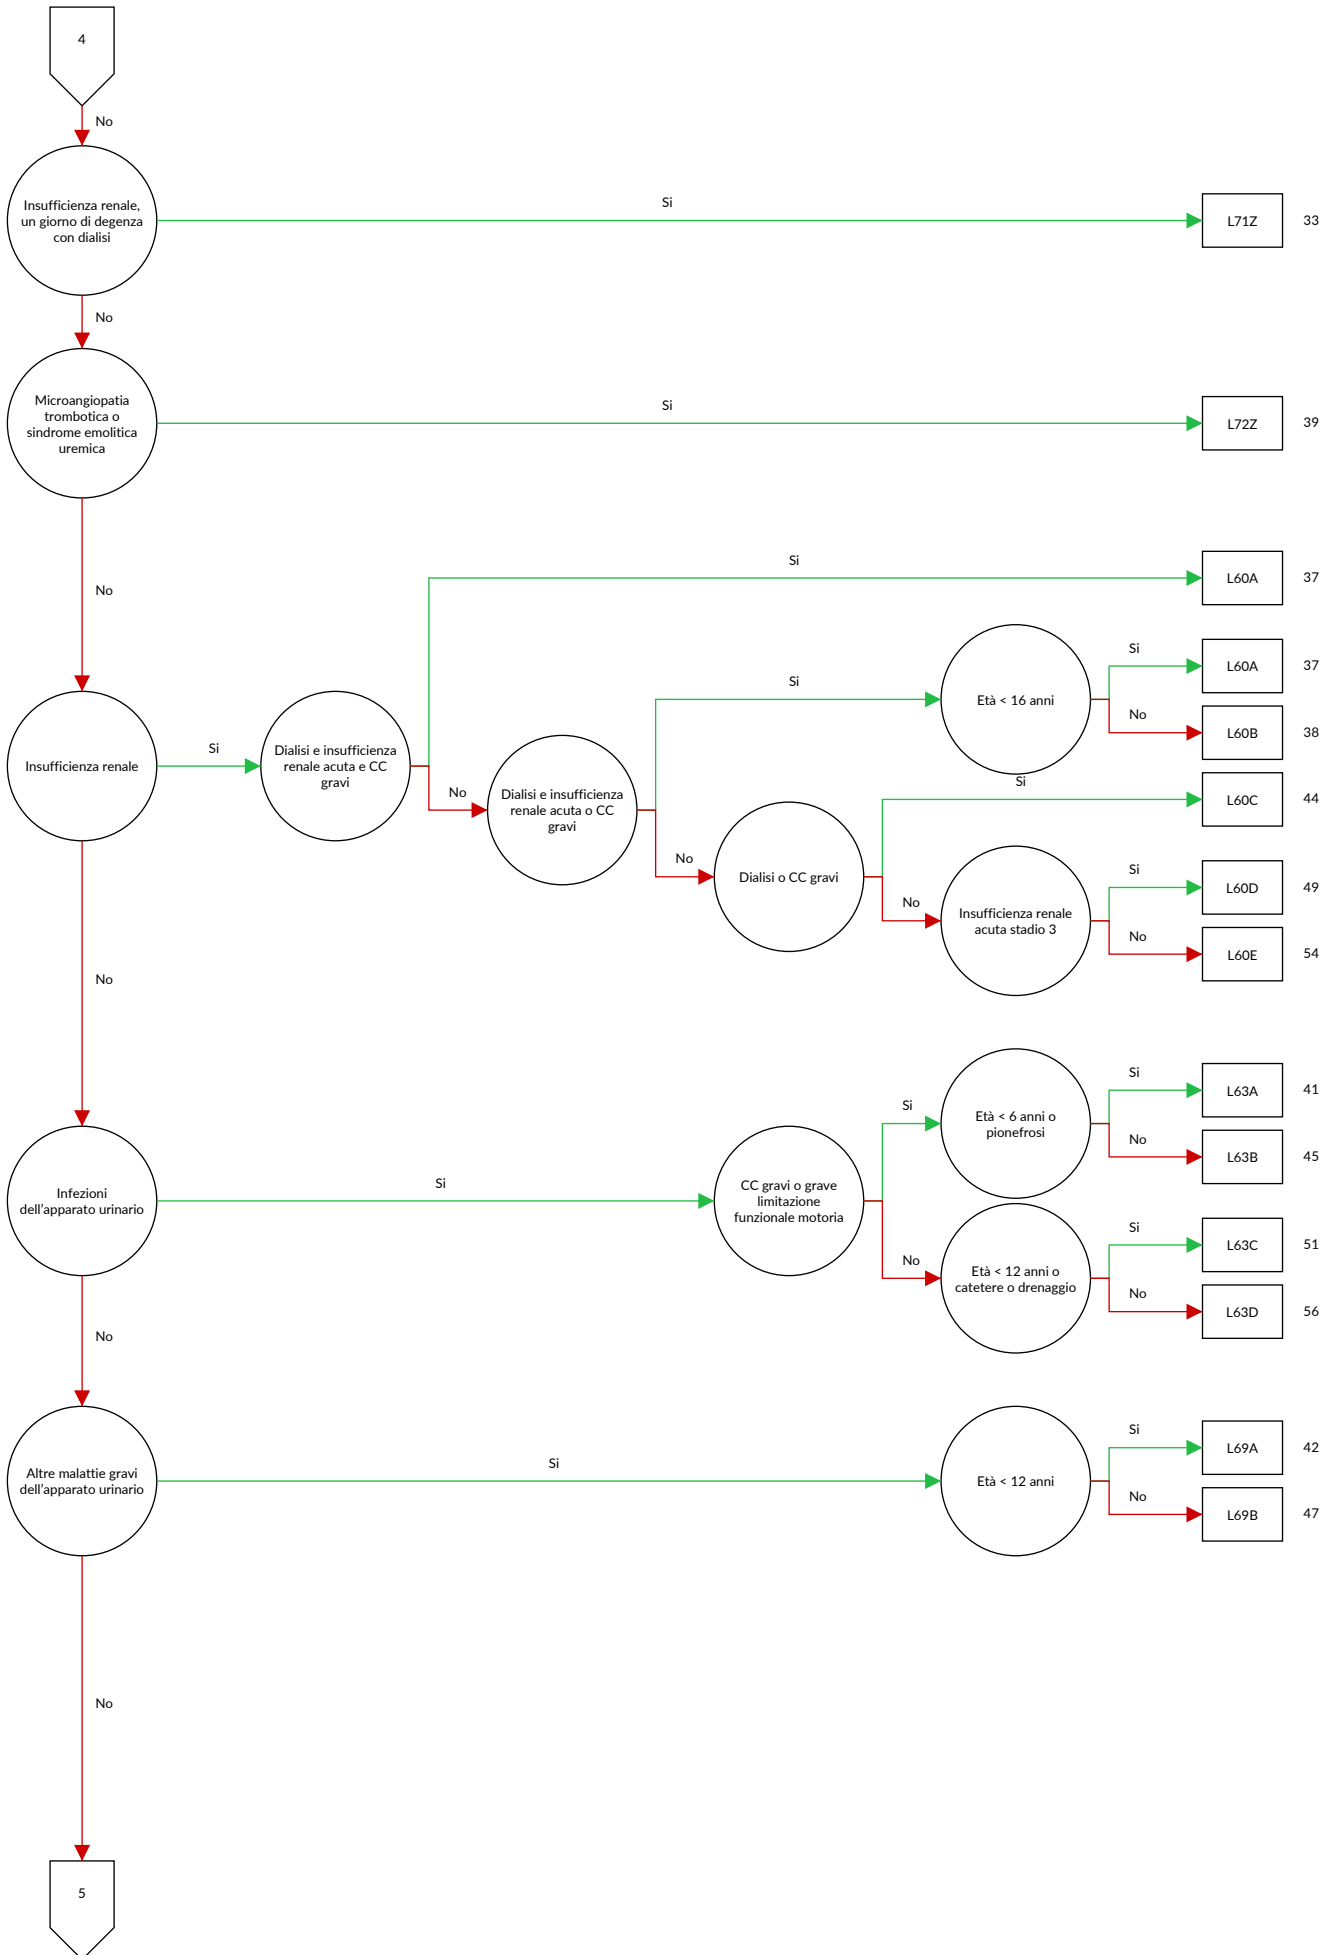 4
No
Insufficienza renale,
un giorno di degenza
con dialisi
Si
L71Z
33
No
Microangiopatia
trombotica o
sindrome emolitica
uremica
Si
L72Z
39
No
Insufficienza renale
Si
Dialisi e insufficienza
renale acuta e CC
gravi
Si
L60A
37
No
Dialisi e insufficienza
renale acuta o CC
gravi
Si
Età < 16 anni
Si
L60A
37
No
L60B
38
No
Dialisi o CC gravi
Si
L60C
44
No
Insufficienza renale
acuta stadio 3
Si
L60D
49
No
L60E
54
No
Infezioni
dell'apparato urinario
Si
CC gravi o grave
limitazione
funzionale motoria
Si
Età < 6 anni o
pionefrosi
Si
L63A
41
No
L63B
45
No
Età < 12 anni o
catetere o drenaggio
Si
L63C
51
No
L63D
56
No
Altre malattie gravi
dell'apparato urinario
Si
Età < 12 anni
Si
L69A
42
No
L69B
47
No
5